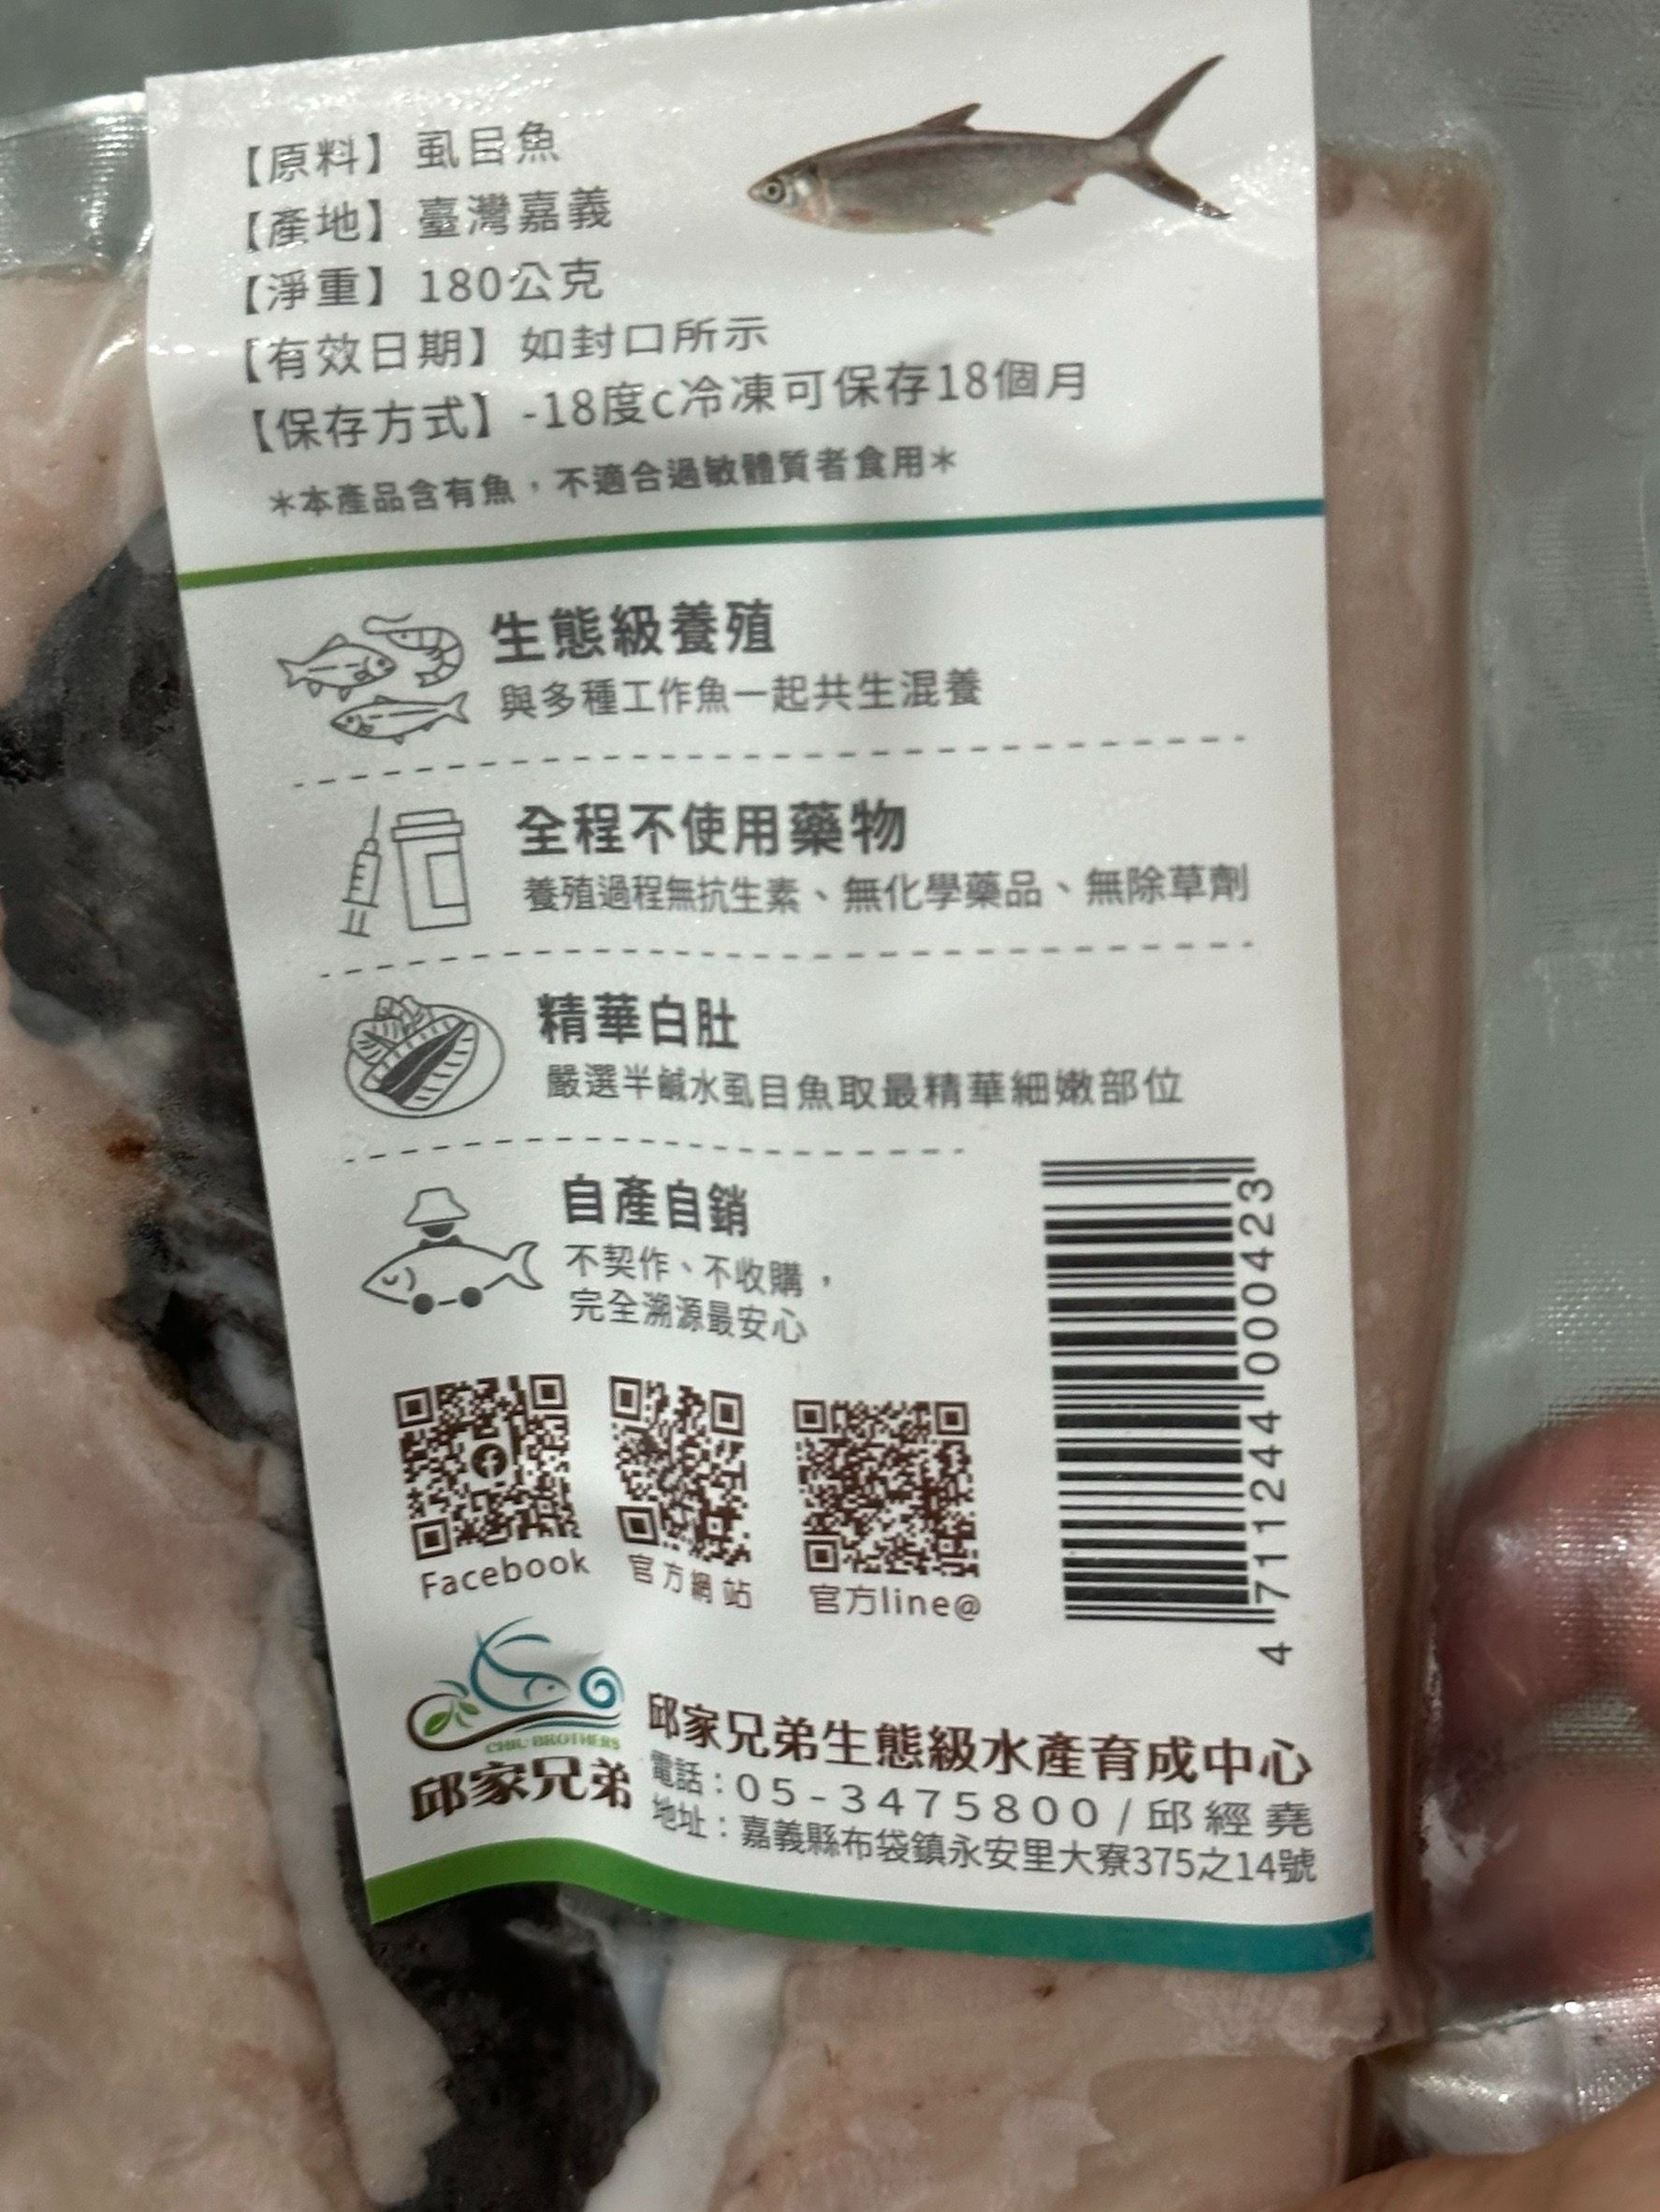 【原料】虱目魚
【產地】臺灣嘉義
【淨重】180公克
【有效日期】如封口所示
【保存方式】-18度c冷凍可保存18個月
＊本產品含有魚，不適合過敏體質者食用＊
生態級養殖
與多種工作魚一起共生混養
全程不使用藥物
養殖過程無抗生素、無化學藥品、無除草劑
精華白肚
嚴選半鹹水虱目魚取最精華細嫩部位
自產自銷
不契作、不收購，
完全溯源最安心
Facebook
官方網站
官方line@
4 711244 000423
CHIU BROTHERS
邱家兄弟
邱家兄弟生態級水產育成中心
電話：05-3475800/邱經堯
地址：嘉義縣布袋鎮永安里大寮375之14號